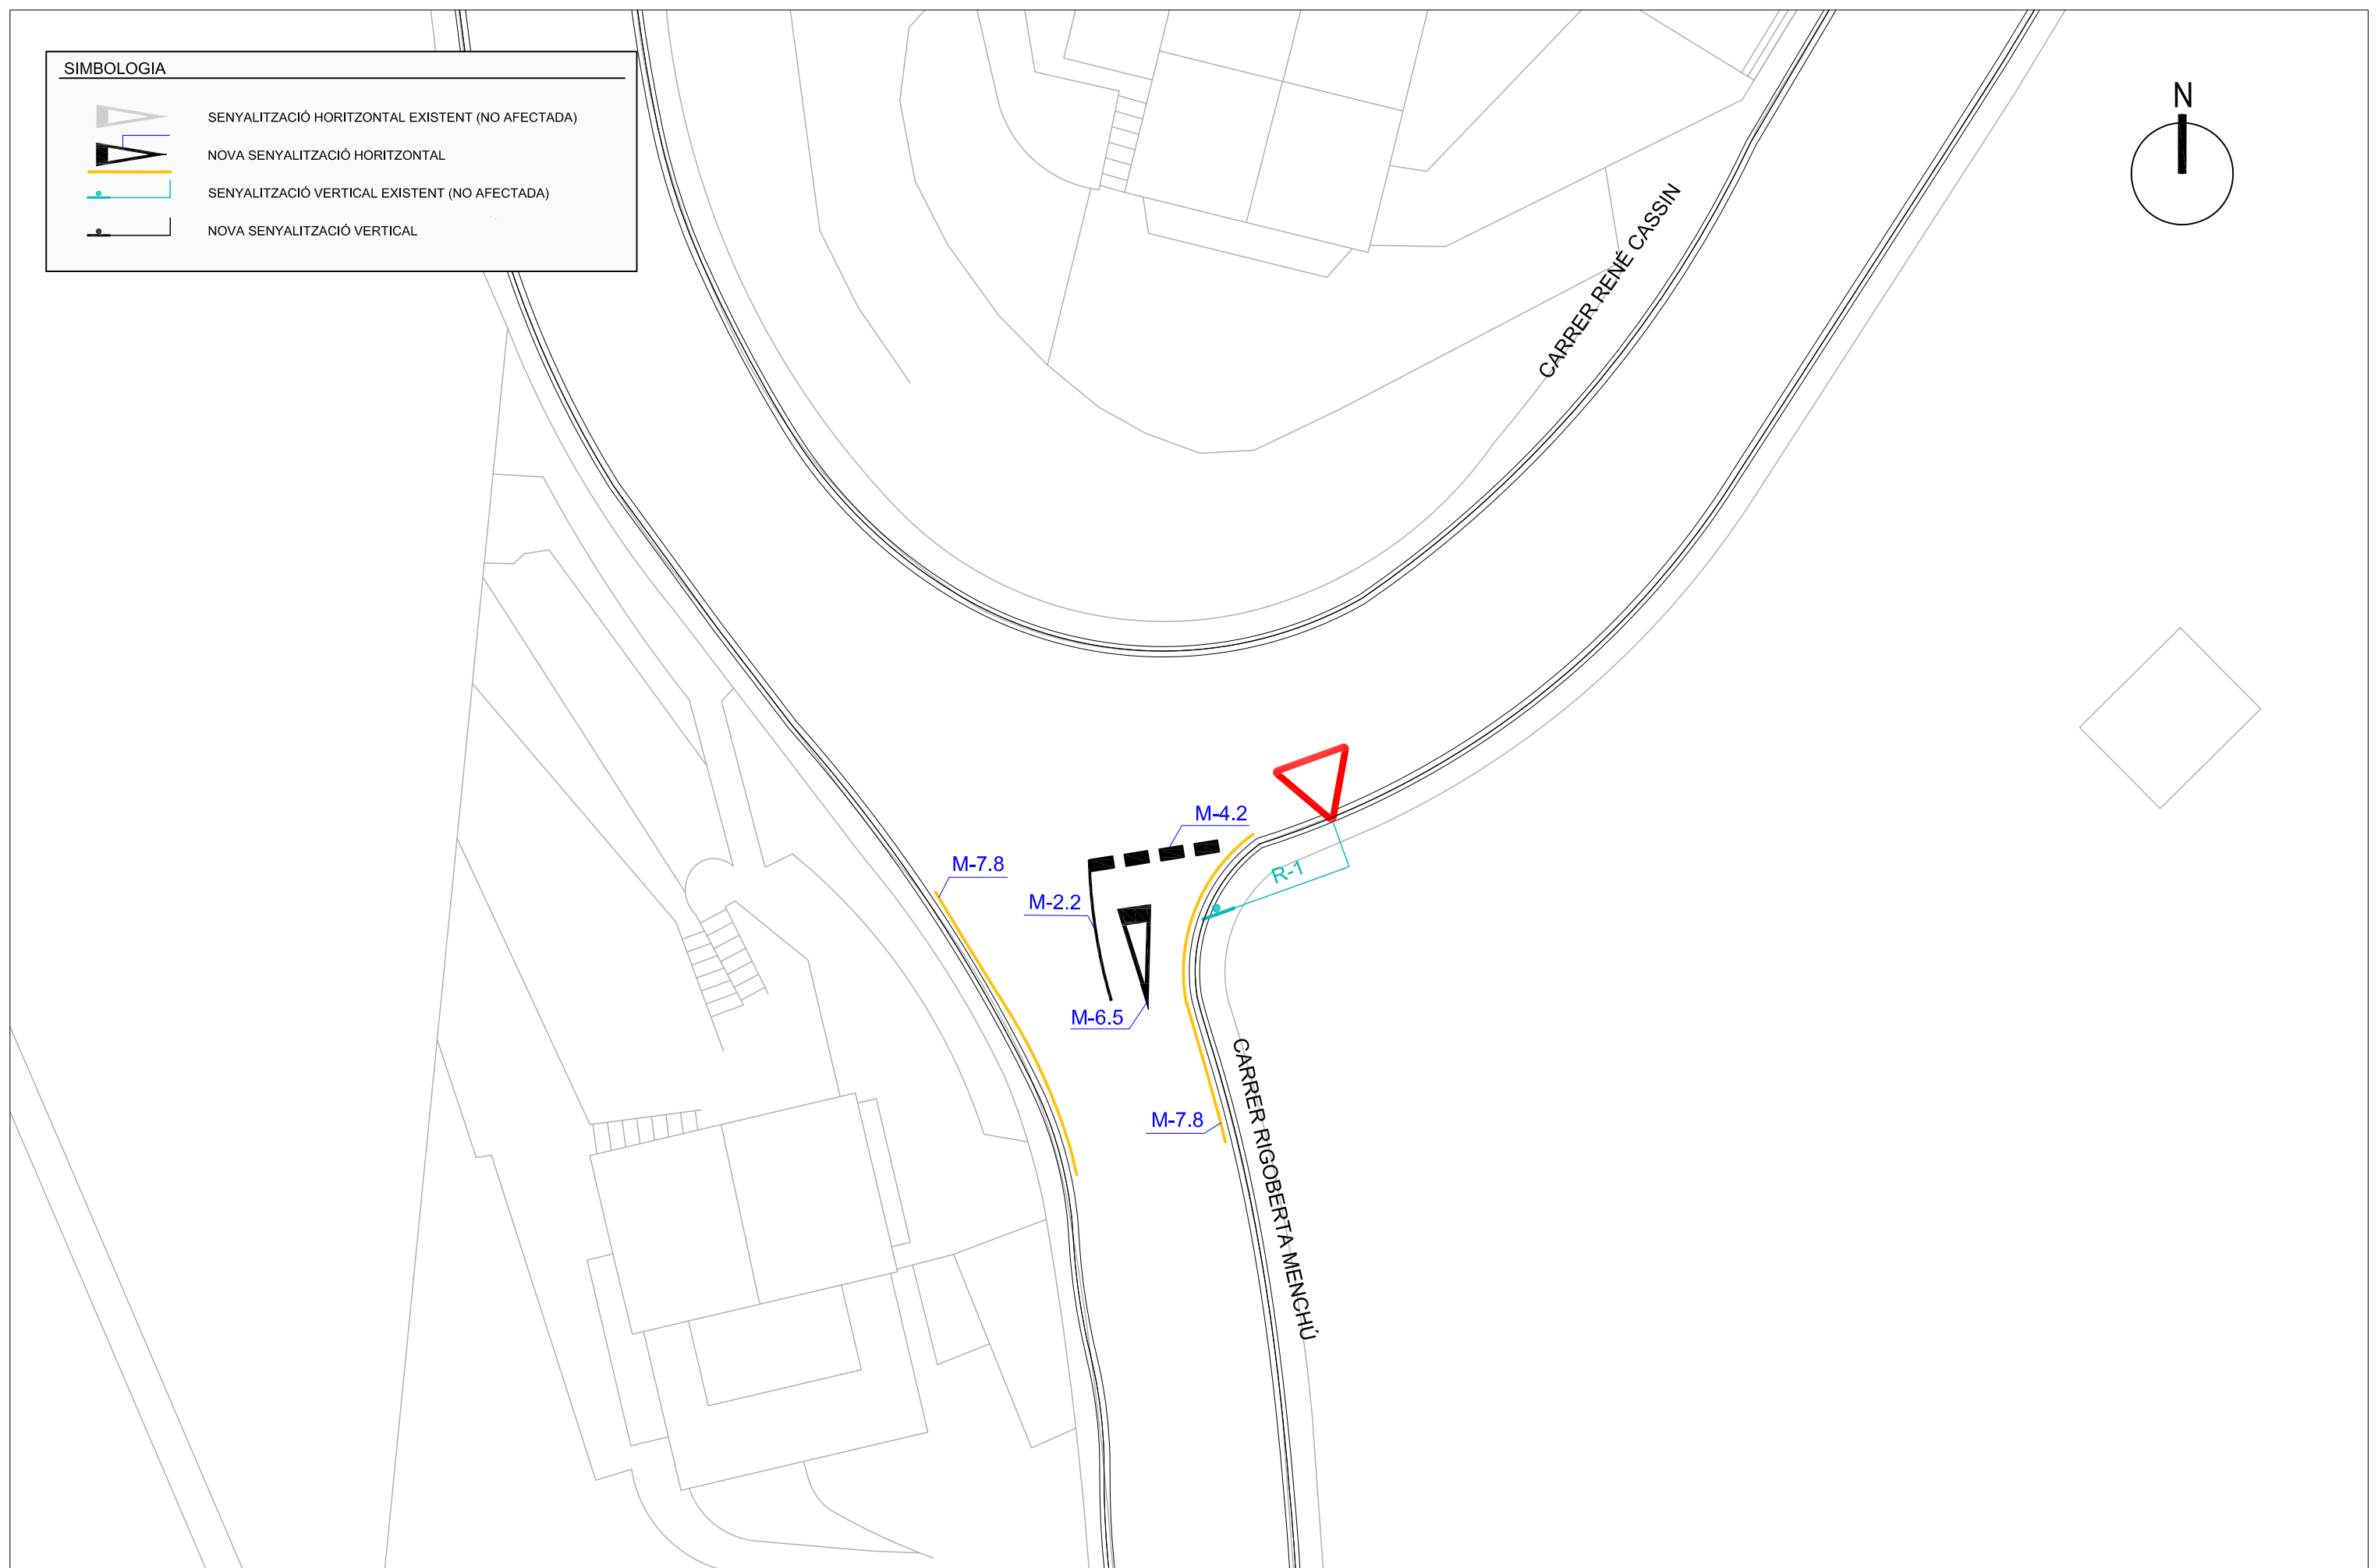 SIMBOLOGIA
SENYALITZACIÓ HORITZONTAL EXISTENT (NO AFECTADA)
NOVA SENYALITZACIÓ HORITZONTAL
SENYALITZACIÓ VERTICAL EXISTENT (NO AFECTADA)
NOVA SENYALITZACIÓ VERTICAL
N
CARRER RENÉ CASSIN
M-4.2
M-7.8
R-1
M-2.2
M-6.5
M-7.8
CARRER RIGOBERTA MENCHÚ